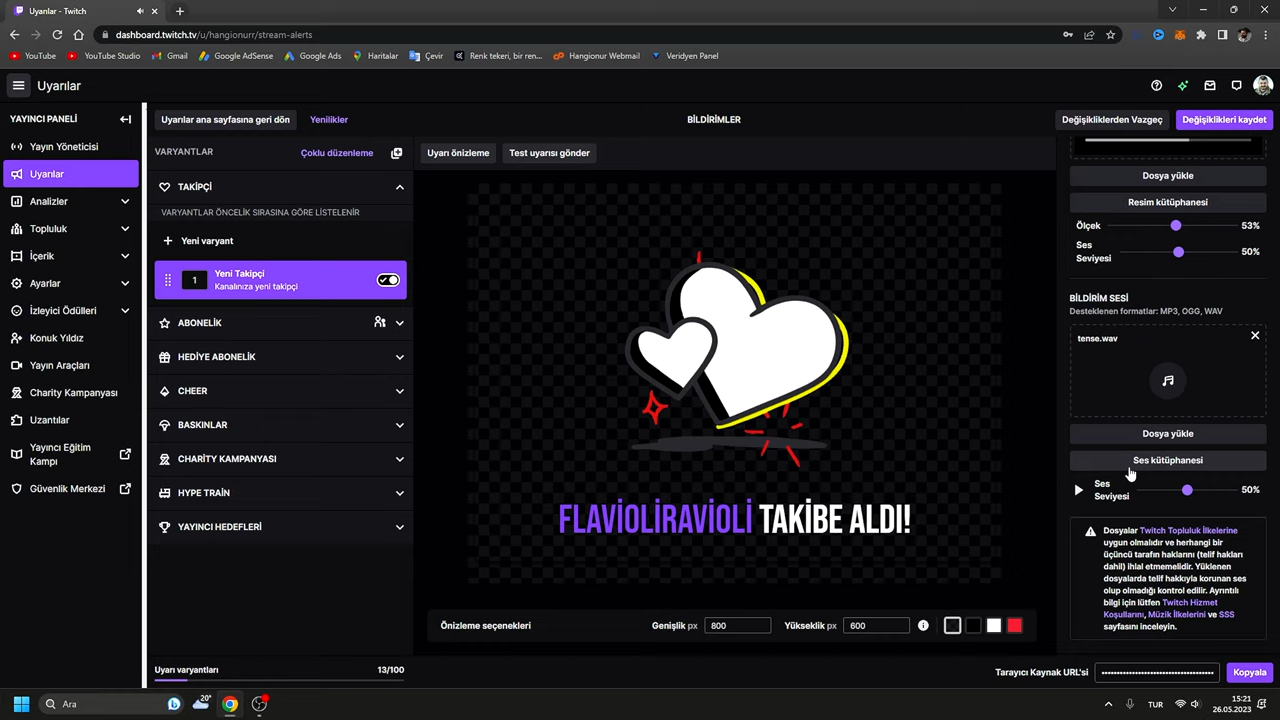 Uyarılar - Twitch
dashboard.twitch.tv/u/hangionurr/stream-alerts
YouTube
YouTube Studio
Gmail
Google AdSense
Google Ads
Haritalar
Çevir
Renk tekeri, bir ren...
Hangionur Webmail
Veridyen Panel
Uyarılar
YAYINCI PANELİ
Yayın Yöneticisi
Uyarılar
Analizler
Topluluk
İçerik
Ayarlar
İzleyici Ödülleri
Konuk Yıldız
Yayın Araçları
Charity Kampanyası
Uzantılar
Yayıncı Eğitim
Kampı
Güvenlik Merkezi
Uyarılar ana sayfasına geri dön
Yenilikler
BİLDİRİMLER
Değişikliklerden Vazgeç
Değişiklikleri kaydet
VARYANTLAR
Çoklu düzenleme
TAKİPÇİ
VARYANTLAR ÖNCELİK SIRASINA GÖRE LİSTELENİR
Yeni varyant
1
Yeni Takipçi
Kanalınıza yeni takipçi
ABONELİK
HEDİYE ABONELİK
CHEER
BASKINLAR
CHARITY KAMPANYASI
HYPE TRAIN
YAYINCI HEDEFLERİ
Uyarı varyantları
13/100
Uyarı önizleme
Test uyarısı gönder
FLAVİOLİRAVİOLİ TAKİBE ALDI!
Önizleme seçenekleri
Genişlik px
800
Yükseklik px
600
Dosya yükle
Resim kütüphanesi
Ölçek
53%
Ses
Seviyesi
50%
BİLDİRİM SESİ
Desteklenen formatlar: MP3, OGG, WAV
tense.wav
Dosya yükle
Ses kütüphanesi
Ses
Seviyesi
50%
Dosyalar Twitch Topluluk İlkelerine
uygun olmalıdır ve herhangi bir
üçüncü tarafın haklarını (telif hakları
dahil) ihlal etmemelidir. Yüklenen
dosyalarda telif hakkıyla korunan ses
olup olmadığı kontrol edilir. Ayrıntılı
bilgi için lütfen Twitch Hizmet
Koşullarını, Müzik İlkelerini ve SSS
sayfasını inceleyin.
Tarayıcı Kaynak URL'si
Kopyala
Ara
20°
TUR
15:21
26.05.2023